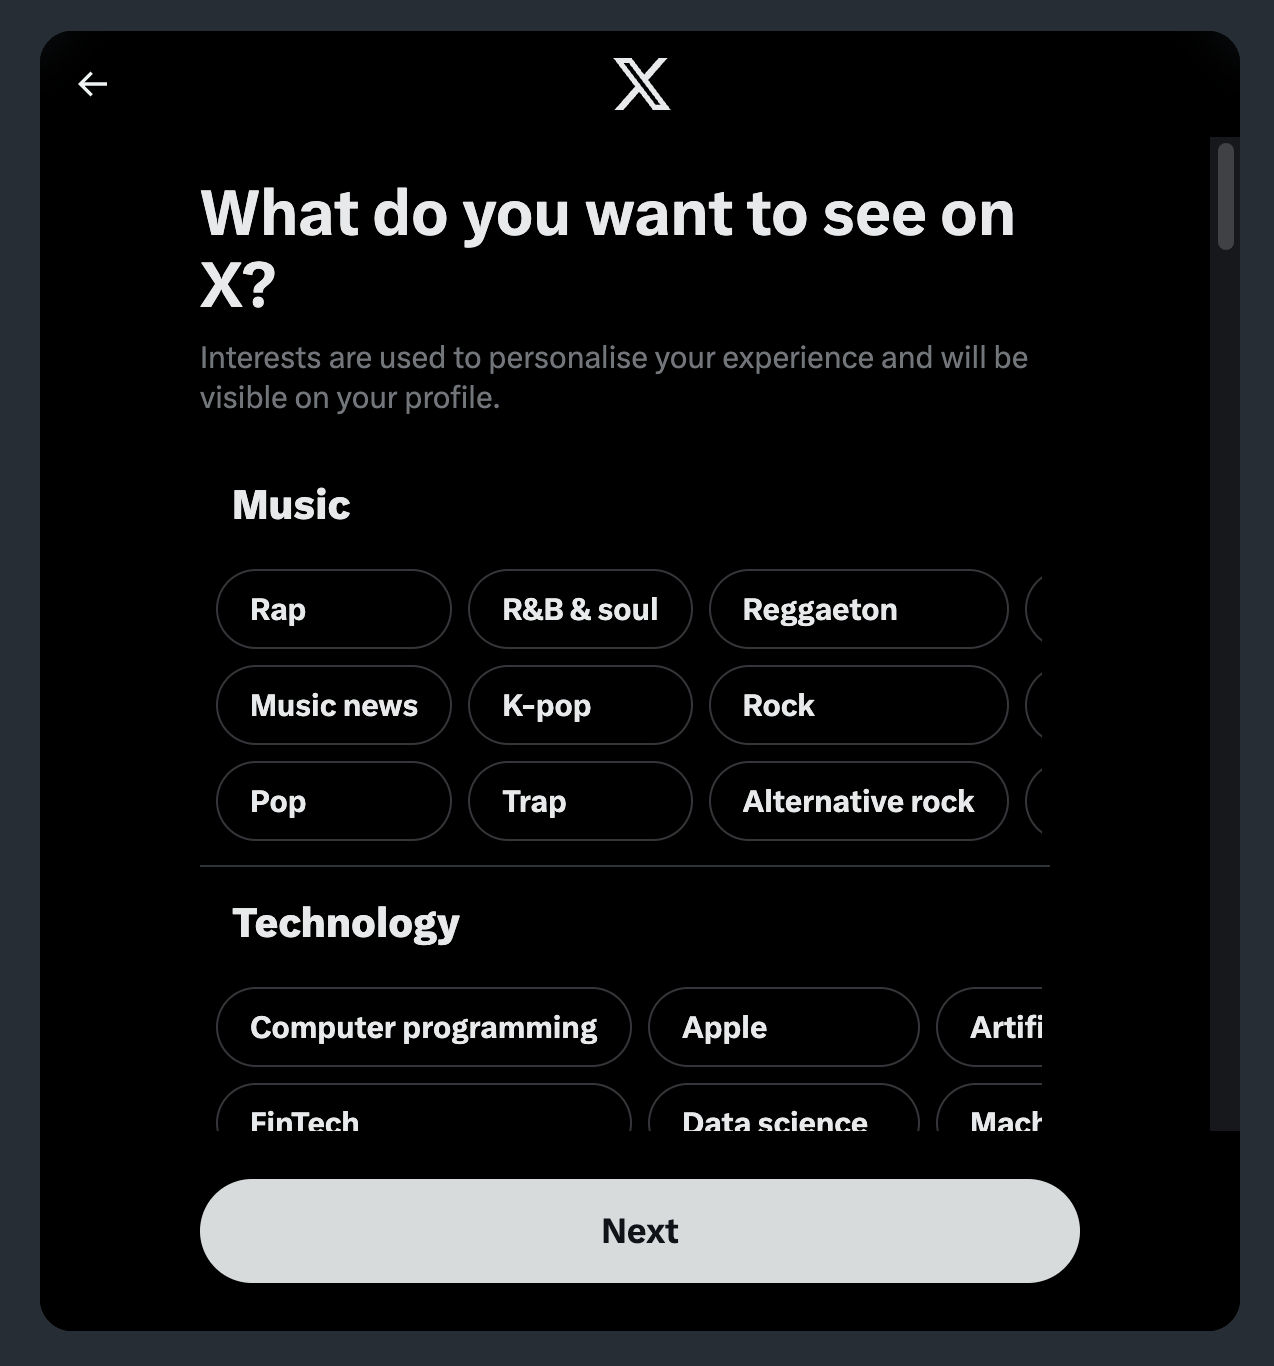 What do you want to see on
X?
Interests are used to personalise your experience and will be
visible on your profile.
Music
Rap R&B & soul Reggaeton
Music news K-pop Rock
Pop Trap Alternative rock
Technology
Computer programming Apple Artifi
FinTech Data science Mach
Next